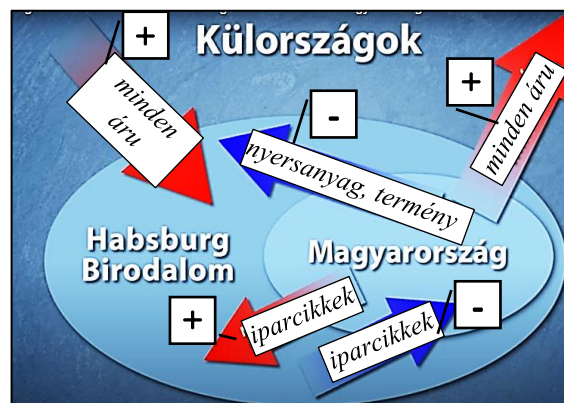 +
Külországok
minden
áru
+
minden áru
-
nyersanyag, termény
Habsburg
Birodalom
Magyarország
+
iparcikkek
iparcikkek
-